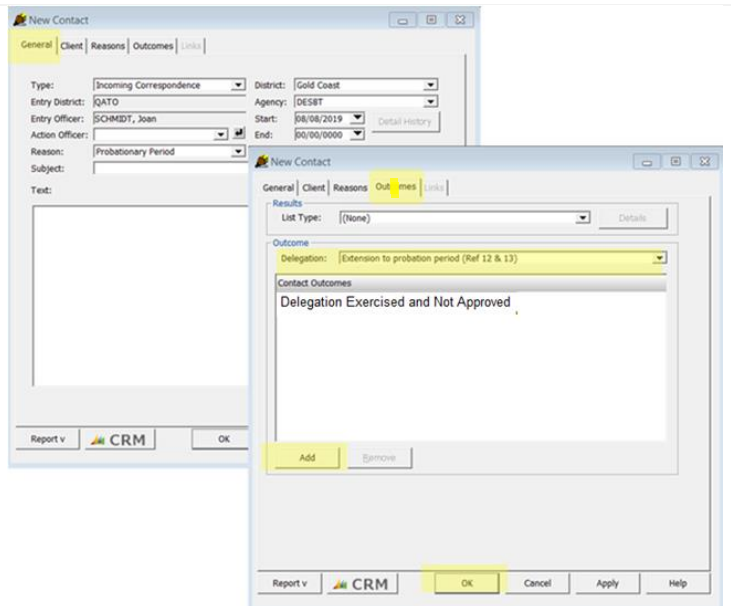 New Contact
General Client Reasons Outcomes Links
Type: Incoming Correspondence District: Gold Coast
Entry District: QATO Agency: DES8T
Entry Officer: SCHMIDT, Joan Start: 08/08/2019 Detail History
Action Officer: End: 00/00/0000
Reason: Probationary Period
Subject:
Text:
Report v CRM OK
New Contact
General Client Reasons Outcomes Links
Results
List Type: (None) Details
Outcome
Delegation: Extension to probation period (Ref 12 & 13)
Contact Outcomes
Delegation Exercised and Not Approved
Add Remove
Report v CRM OK Cancel Apply Help